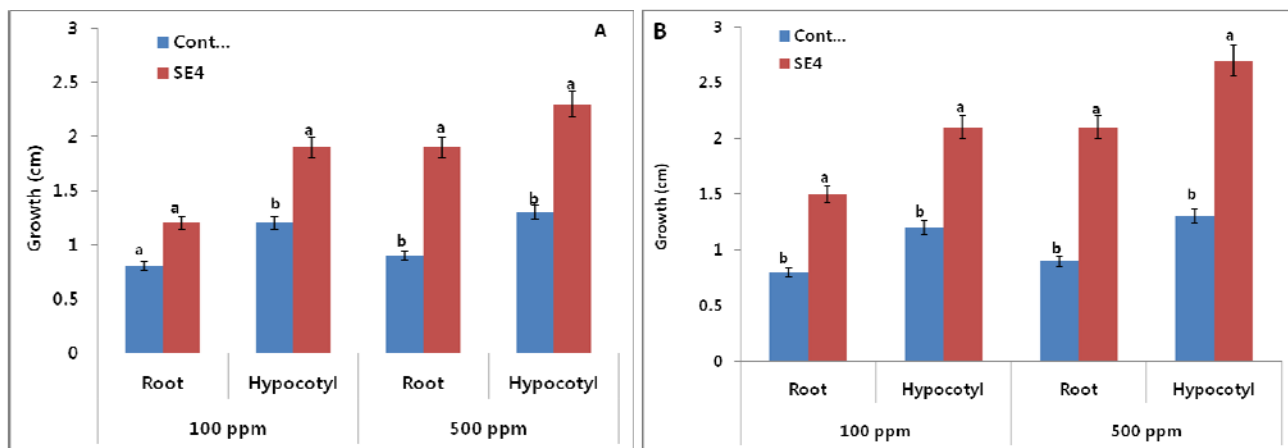 A
Cont...
SE4
Growth (cm)
3
2.5
2
1.5
1
0.5
0
a
a
b
a
b
a
b
a
Root
Hypocotyl
Root
Hypocotyl
100 ppm
500 ppm
B
Cont...
SE4
Growth (cm)
3
2.5
2
1.5
1
0.5
0
b
a
b
a
b
a
b
a
Root
Hypocotyl
Root
Hypocotyl
100 ppm
500 ppm